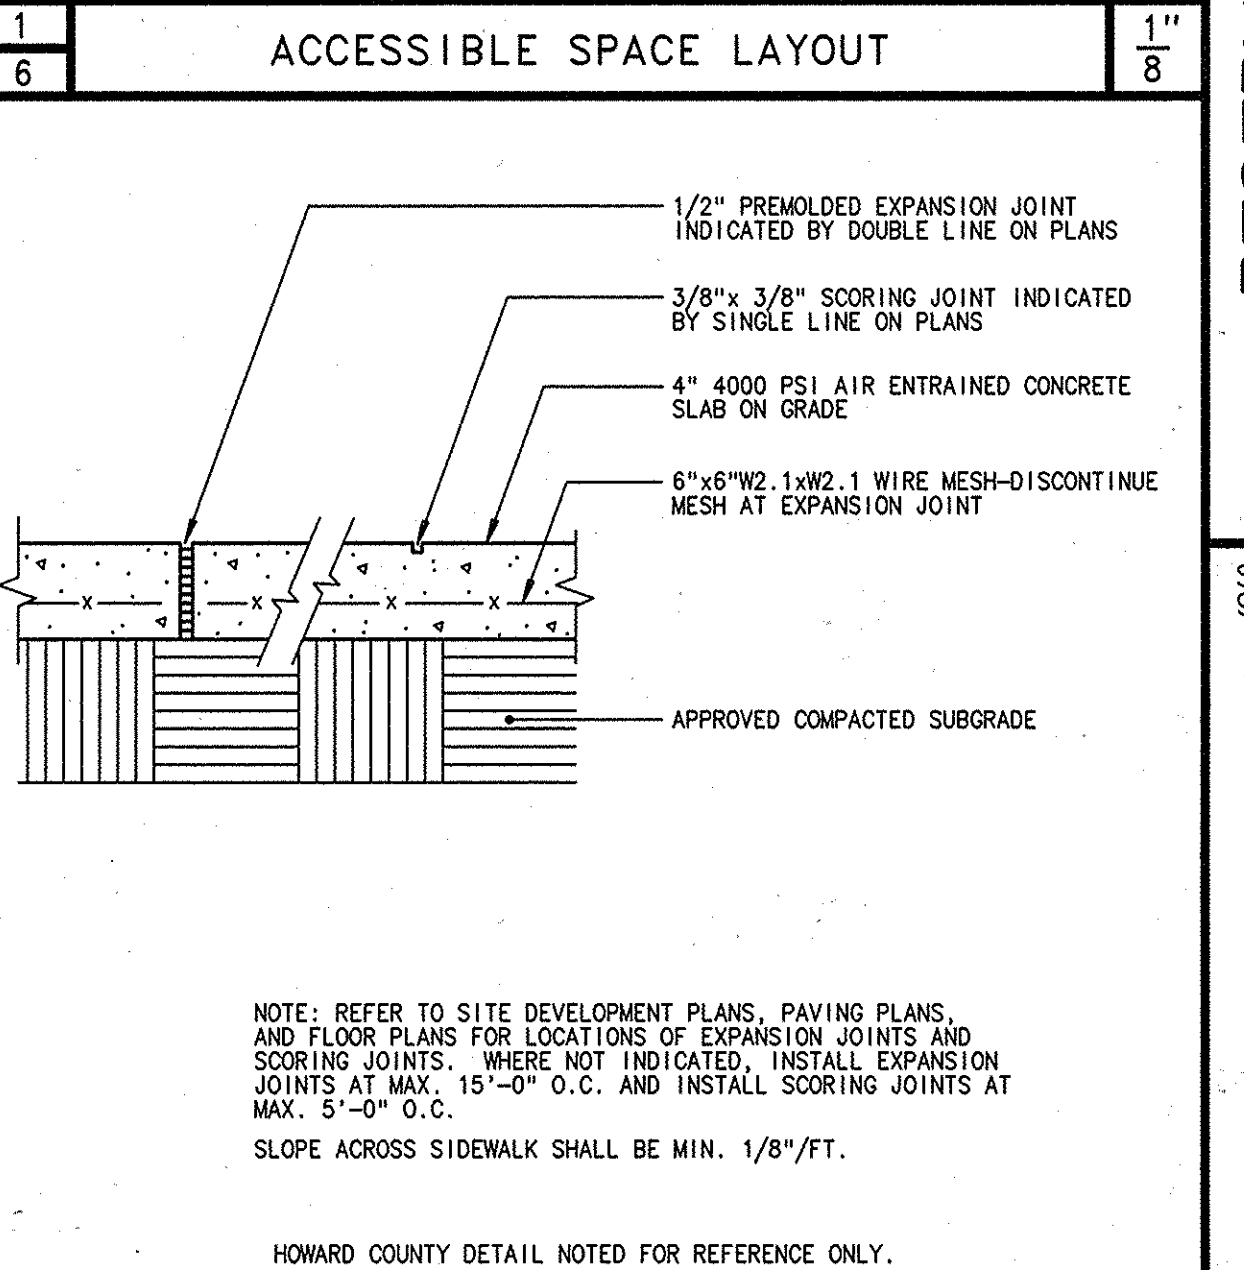 1
6
ACCESSIBLE SPACE LAYOUT
1"
8
1/2" PREMOLDED EXPANSION JOINT
INDICATED BY DOUBLE LINE ON PLANS
3/8"x 3/8" SCORING JOINT INDICATED
BY SINGLE LINE ON PLANS
4" 4000 PSI AIR ENTRAINED CONCRETE
SLAB ON GRADE
6"x6"W2.1xW2.1 WIRE MESH-DISCONTINUE
MESH AT EXPANSION JOINT
X X X X
APPROVED COMPACTED SUBGRADE
NOTE: REFER TO SITE DEVELOPMENT PLANS, PAVING PLANS,
AND FLOOR PLANS FOR LOCATIONS OF EXPANSION JOINTS AND
SCORING JOINTS. WHERE NOT INDICATED, INSTALL EXPANSION
JOINTS AT MAX. 15'-0" O.C. AND INSTALL SCORING JOINTS AT
MAX. 5'-0" O.C.
SLOPE ACROSS SIDEWALK SHALL BE MIN. 1/8"/FT.
HOWARD COUNTY DETAIL NOTED FOR REFERENCE ONLY.